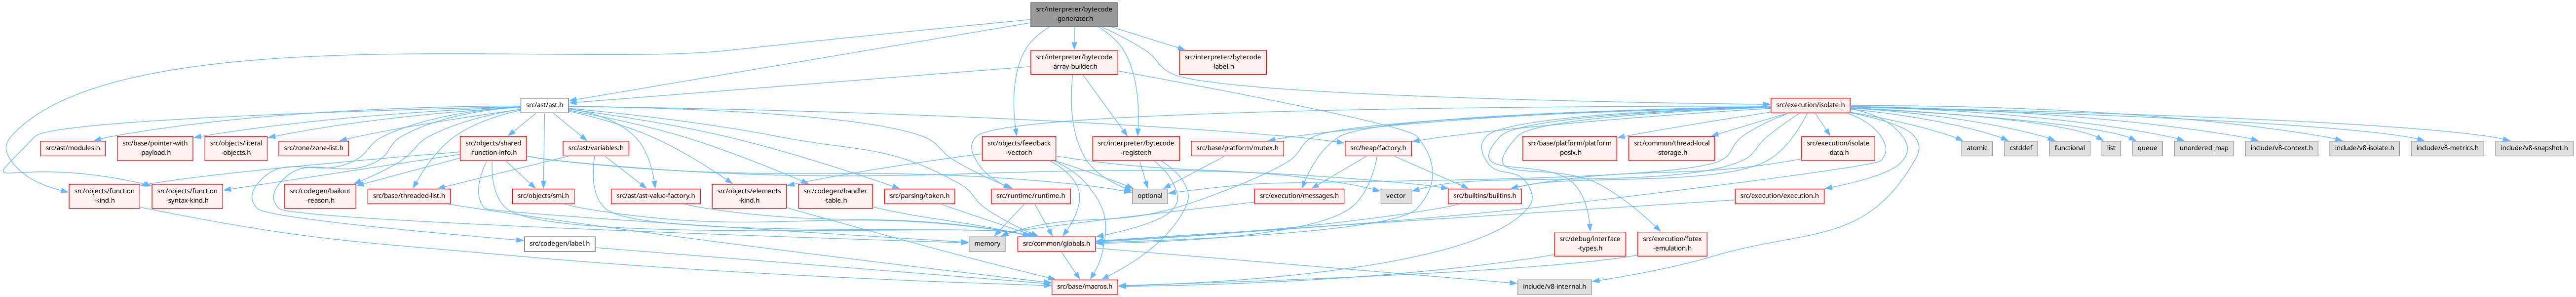 src/interpreter/bytecode
-generator.h
src/interpreter/bytecode
-array-builder.h
src/interpreter/bytecode
-label.h
src/ast/ast.h
src/execution/isolate.h
src/ast/modules.h
src/base/pointer-with
-payload.h
src/objects/literal
-objects.h
src/zone/zone-list.h
src/objects/shared
-function-info.h
src/ast/variables.h
src/objects/feedback
-vector.h
src/interpreter/bytecode
-register.h
src/base/platform/mutex.h
src/heap/factory.h
src/base/platform/platform
-posix.h
src/common/thread-local
-storage.h
src/execution/isolate
-data.h
atomic
cstddef
functional
list
queue
unordered_map
include/v8-context.h
include/v8-isolate.h
include/v8-metrics.h
include/v8-snapshot.h
src/objects/function
-kind.h
src/objects/function
-syntax-kind.h
src/codegen/bailout
-reason.h
src/base/threaded-list.h
src/objects/smi.h
src/ast/ast-value-factory.h
src/objects/elements
-kind.h
src/codegen/handler
-table.h
src/parsing/token.h
src/runtime/runtime.h
optional
src/execution/messages.h
vector
src/builtins/builtins.h
src/execution/execution.h
src/codegen/label.h
memory
src/common/globals.h
src/debug/interface
-types.h
src/execution/futex
-emulation.h
src/base/macros.h
include/v8-internal.h